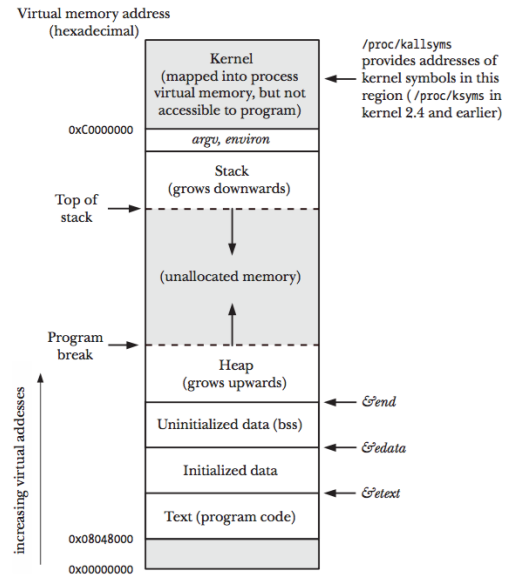 Virtual memory address
(hexadecimal)
Kernel
(mapped into process
virtual memory, but not
accessible to program)
/proc/kallsyms
provides addresses of
kernel symbols in this
region (/proc/ksyms in
kernel 2.4 and earlier)
0xC0000000
argv, environ
Stack
(grows downwards)
Top of
stack
(unallocated memory)
Program
break
Heap
(grows upwards)
&end
Uninitialized data (bss)
&edata
Initialized data
&etext
Text (program code)
0x08048000
0x00000000
increasing virtual addesses